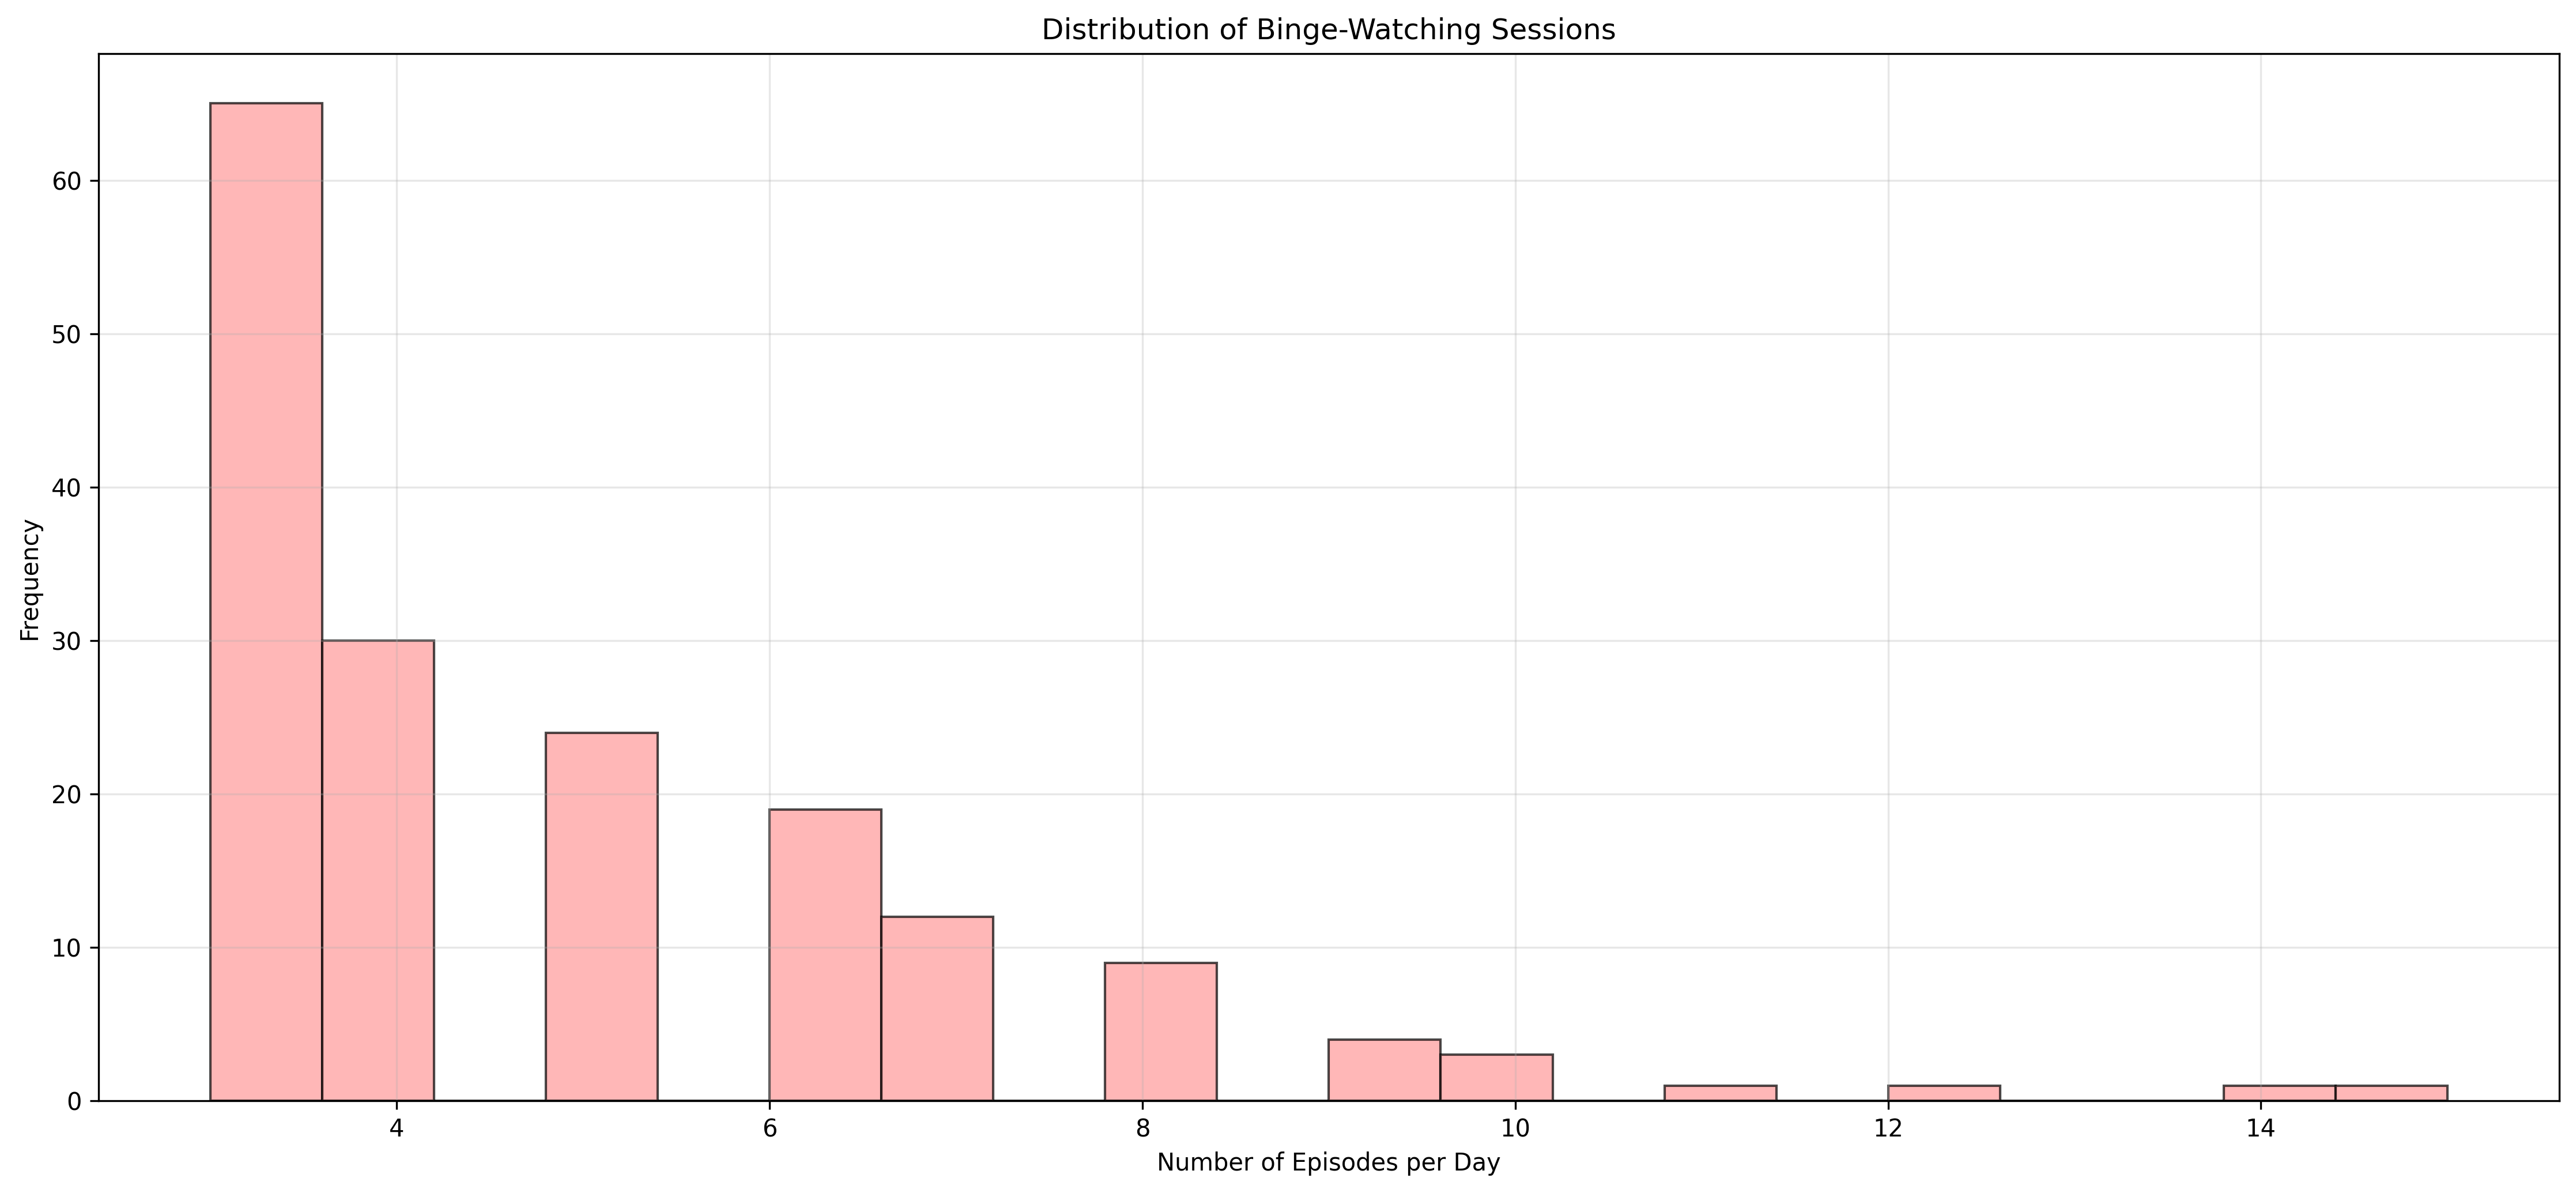 Distribution of Binge-Watching Sessions
Frequency
60
50
40
30
20
10
0
4 6 8 10 12 14
Number of Episodes per Day